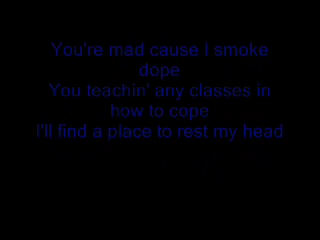 You're mad cause I smoke
dope
You teachin' any classes in
how to cope
I'll find a place to rest my head